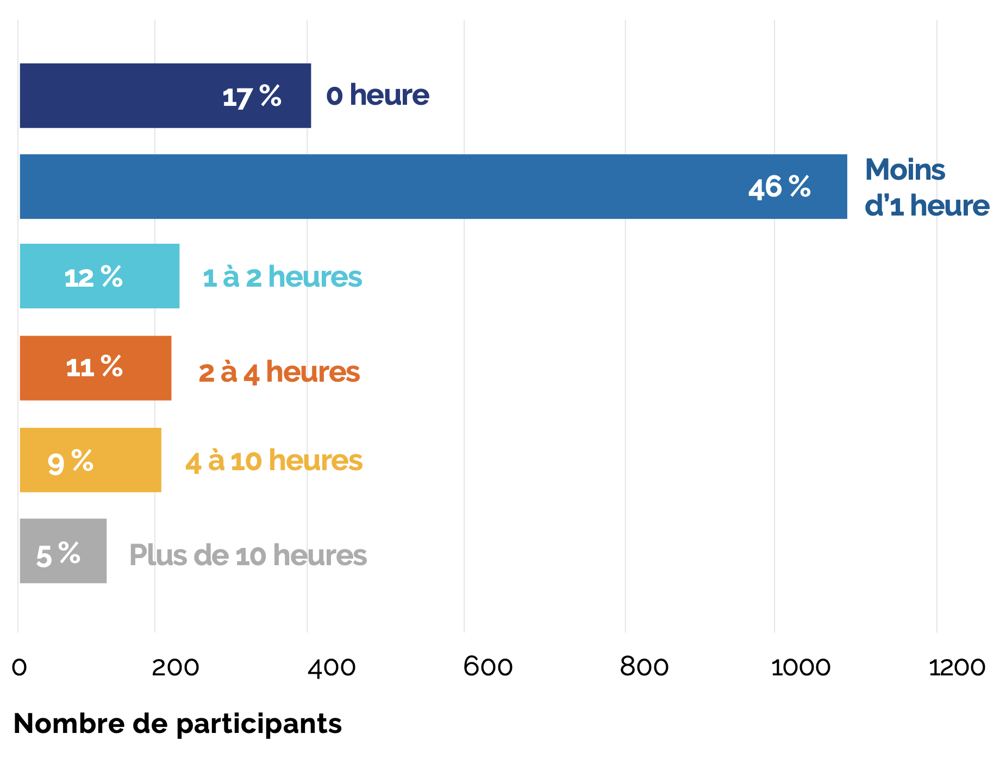 17 % 0 heure
46 % Moins
d’1 heure
12 % 1 à 2 heures
11 % 2 à 4 heures
9 % 4 à 10 heures
5 % Plus de 10 heures
0 200 400 600 800 1000 1200
Nombre de participants